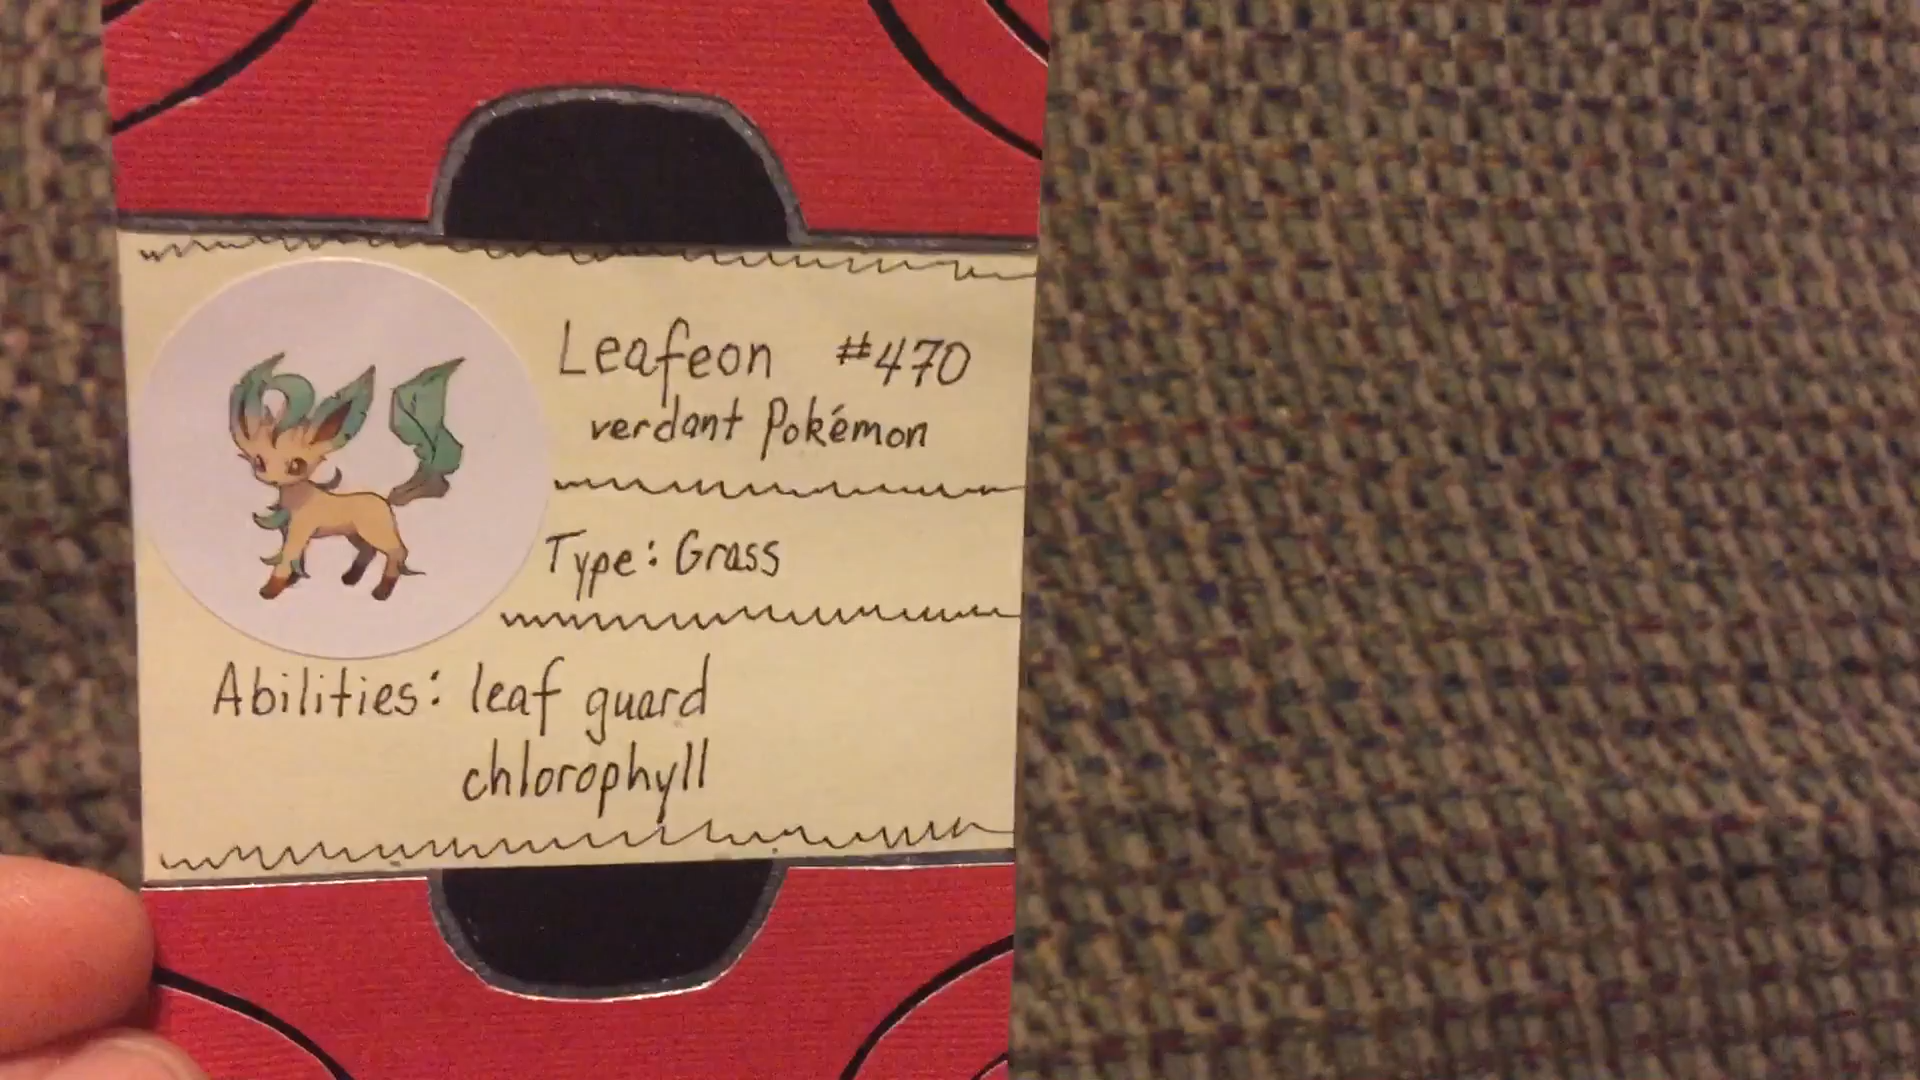 Leafeon #470
verdant Pokémon
Type: Grass
Abilities: leaf guard
chlorophyll